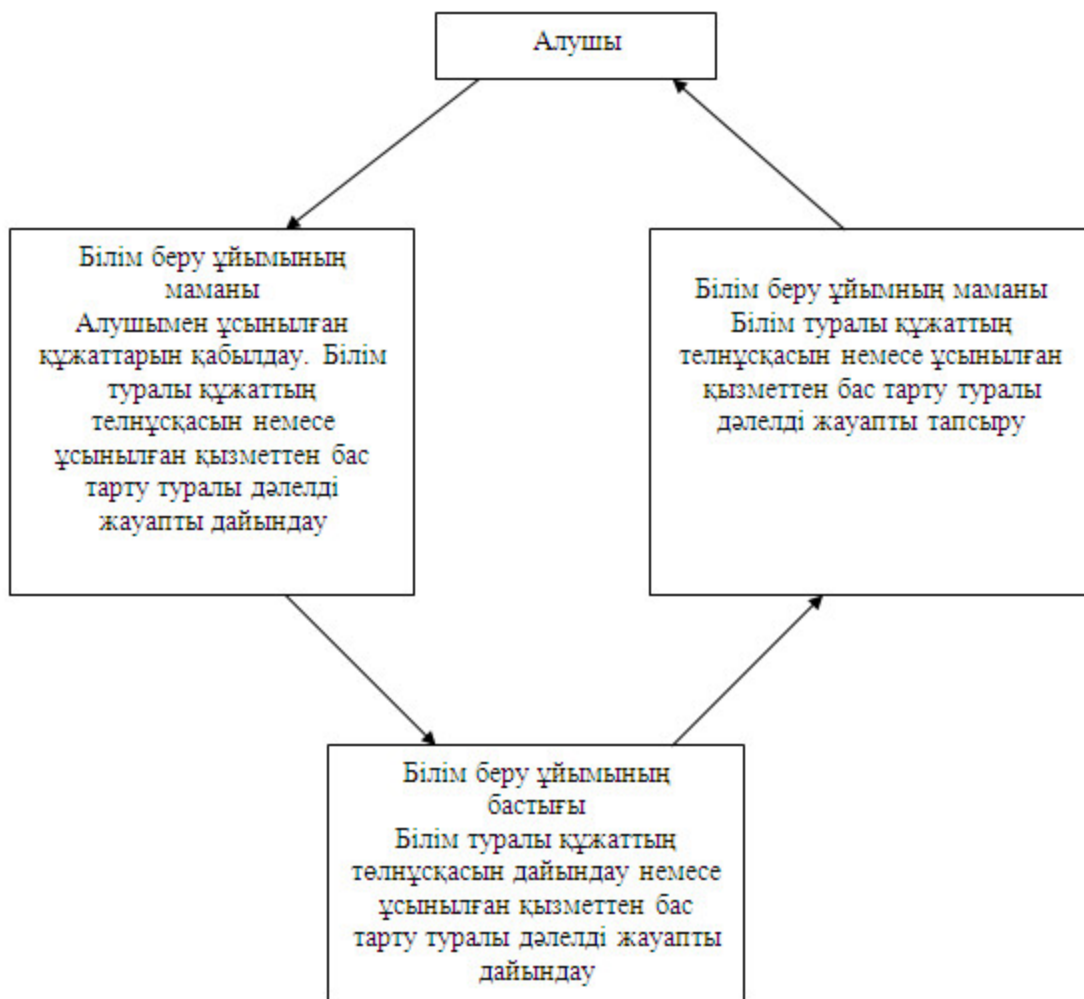 Алушы
Білім беру ұйымының
маманы
Алушымен ұсынылған
құжаттарын қабылдау. Білім
туралы құжаттың
телнұсқасын немесе
ұсынылған қызметтен бас
тарту туралы дәлелді
жауапты дайындау
Білім беру ұйымның маманы
Білім туралы құжаттың
телнұсқасын немесе ұсынылған
қызметтен бас тарту туралы
дәлелді жауапты тапсыру
Білім беру ұйымының
бастығы
Білім туралы құжаттың
төлнұсқасын дайындау немесе
ұсынылған қызметтен бас
тарту туралы дәлелді жауапты
дайындау